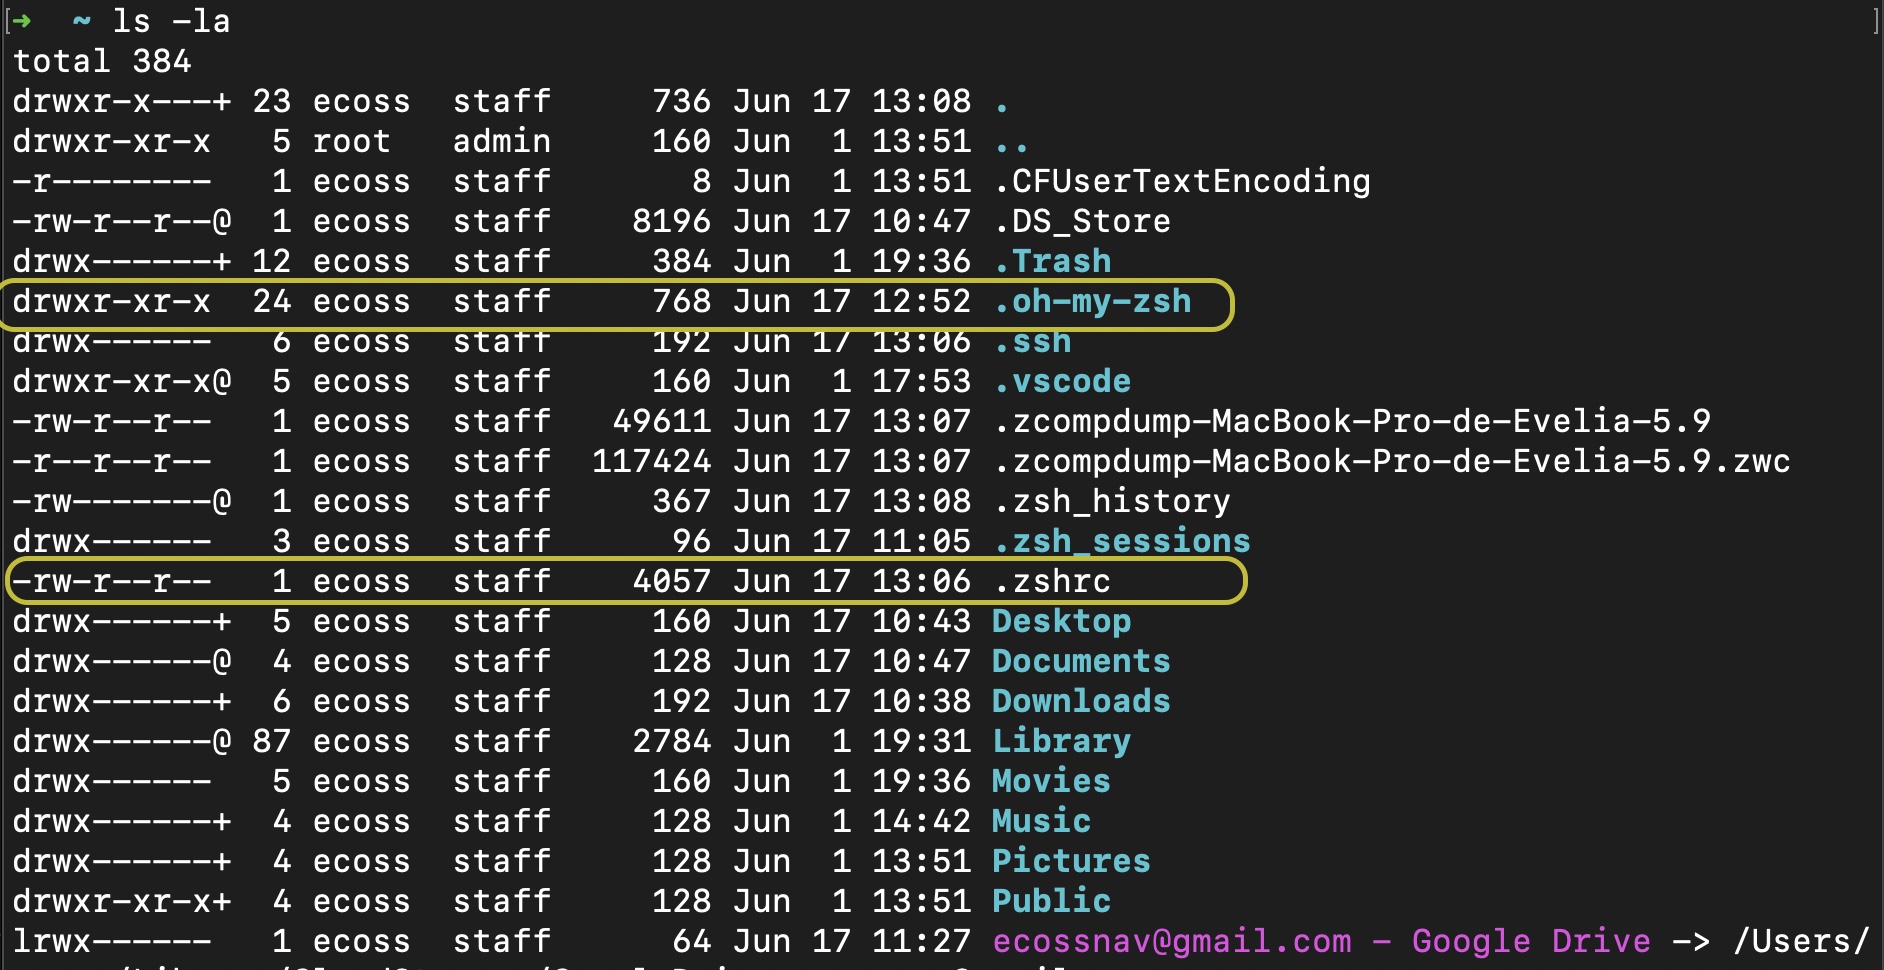 ➜ ~ ls -la
total 384
drwxr-x---+ 23 ecoss staff 736 Jun 17 13:08 .
drwxr-xr-x 5 root admin 160 Jun 1 13:51 ..
-r-------- 1 ecoss staff 8 Jun 1 13:51 .CFUserTextEncoding
-rw-r--r--@ 1 ecoss staff 8196 Jun 17 10:47 .DS_Store
drwx------+ 12 ecoss staff 384 Jun 1 19:36 .Trash
drwxr-xr-x 24 ecoss staff 768 Jun 17 12:52 .oh-my-zsh
drwx------ 6 ecoss staff 192 Jun 17 13:06 .ssh
drwxr-xr-x@ 5 ecoss staff 160 Jun 1 17:53 .vscode
-rw-r--r-- 1 ecoss staff 49611 Jun 17 13:07 .zcompdump-MacBook-Pro-de-Evelia-5.9
-r--r--r-- 1 ecoss staff 117424 Jun 17 13:07 .zcompdump-MacBook-Pro-de-Evelia-5.9.zwc
-rw-------@ 1 ecoss staff 367 Jun 17 13:08 .zsh_history
drwx------ 3 ecoss staff 96 Jun 17 11:05 .zsh_sessions
-rw-r--r-- 1 ecoss staff 4057 Jun 17 13:06 .zshrc
drwx------+ 5 ecoss staff 160 Jun 17 10:43 Desktop
drwx------@ 4 ecoss staff 128 Jun 17 10:47 Documents
drwx------+ 6 ecoss staff 192 Jun 17 10:38 Downloads
drwx------@ 87 ecoss staff 2784 Jun 1 19:31 Library
drwx------ 5 ecoss staff 160 Jun 1 19:36 Movies
drwx------+ 4 ecoss staff 128 Jun 1 14:42 Music
drwx------+ 4 ecoss staff 128 Jun 1 13:51 Pictures
drwxr-xr-x+ 4 ecoss staff 128 Jun 1 13:51 Public
lrwx------ 1 ecoss staff 64 Jun 17 11:27 ecossnav@gmail.com - Google Drive -> /Users/